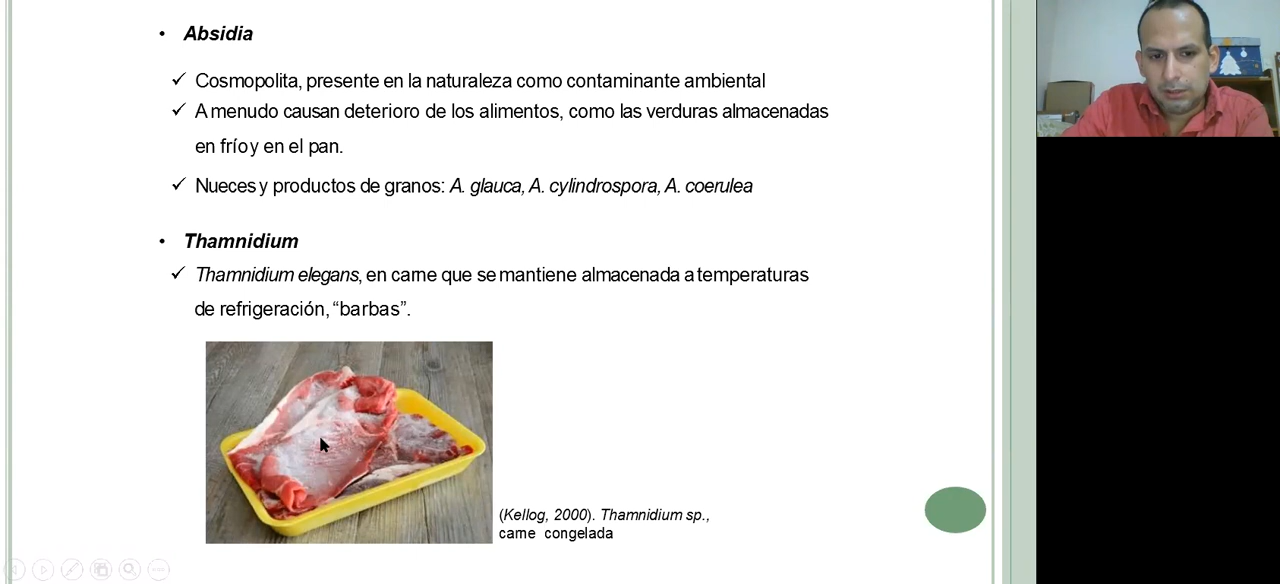 • Absidia
✓ Cosmopolita, presente en la naturaleza como contaminante ambiental
✓ A menudo causan deterioro de los alimentos, como las verduras almacenadas
en frío y en el pan.
✓ Nueces y productos de granos: A. glauca, A. cylindrospora, A. coerulea
• Thamnidium
✓ Thamnidium elegans, en carne que se mantiene almacenada a temperaturas
de refrigeración, “barbas”.
(Kellog, 2000). Thamnidium sp.,
carne congelada